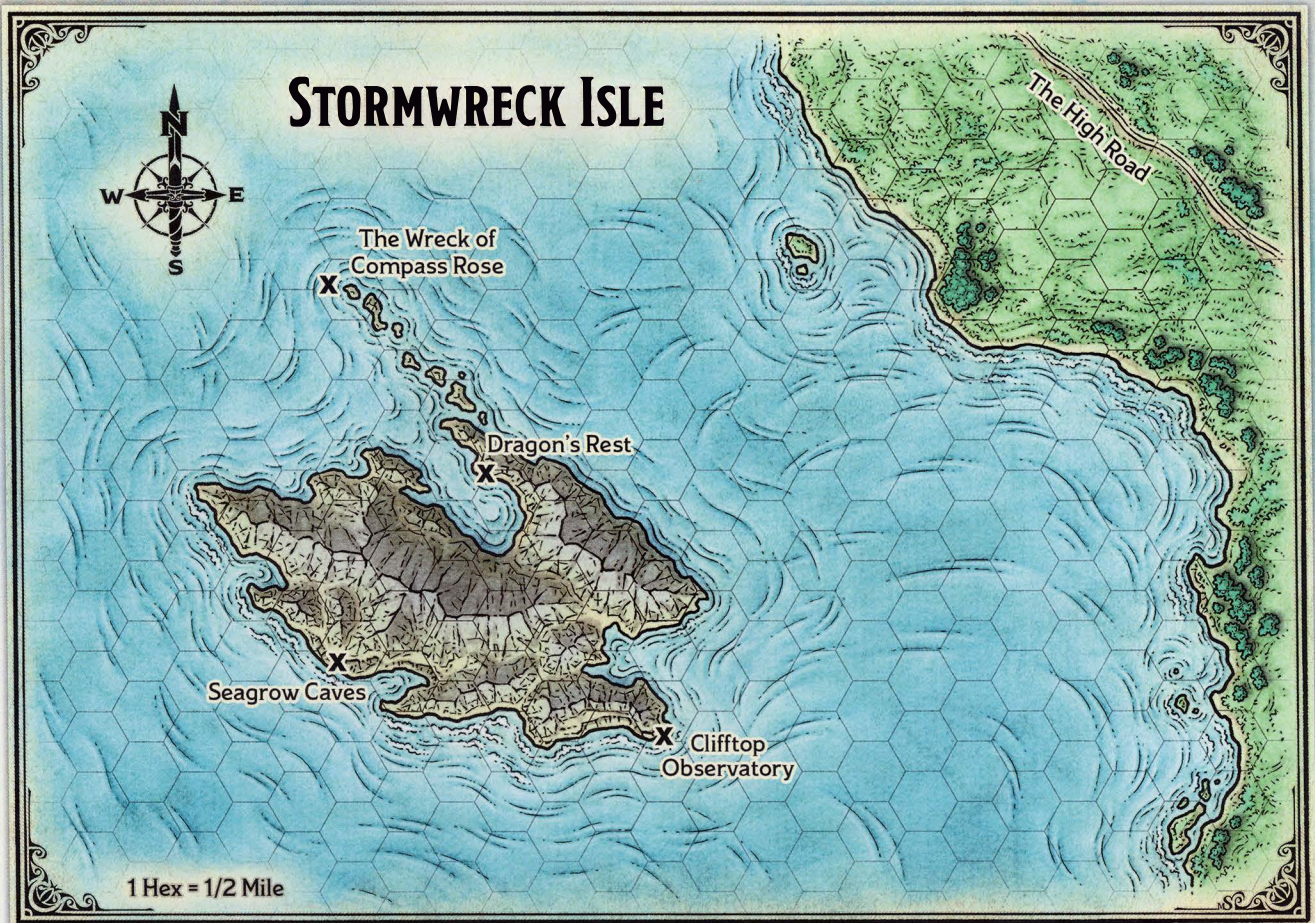 STORMWRECK ISLE
N
W E
S
The High Road
The Wreck of
Compass Rose
X
Dragon's Rest
X
X
Seagrow Caves
X
Clifftop
Observatory
1 Hex = 1/2 Mile
MS